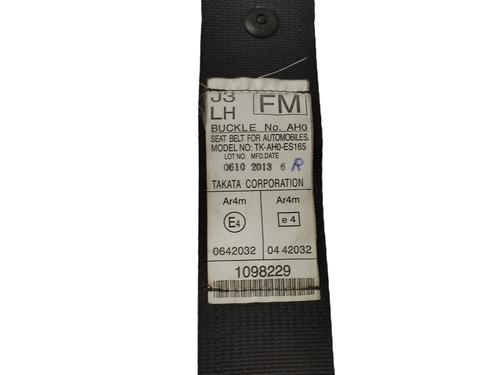 J3
LH FM
BUCKLE No. AH0
SEAT BELT FOR AUTOMOBILES.
MODEL NO: TK-AH0-ES165
LOT NO. MFD.DATE
0610 2013 6 R
TAKATA CORPORATION
Ar4m Ar4m
E4 e 4
0642032 04 42032
1098229